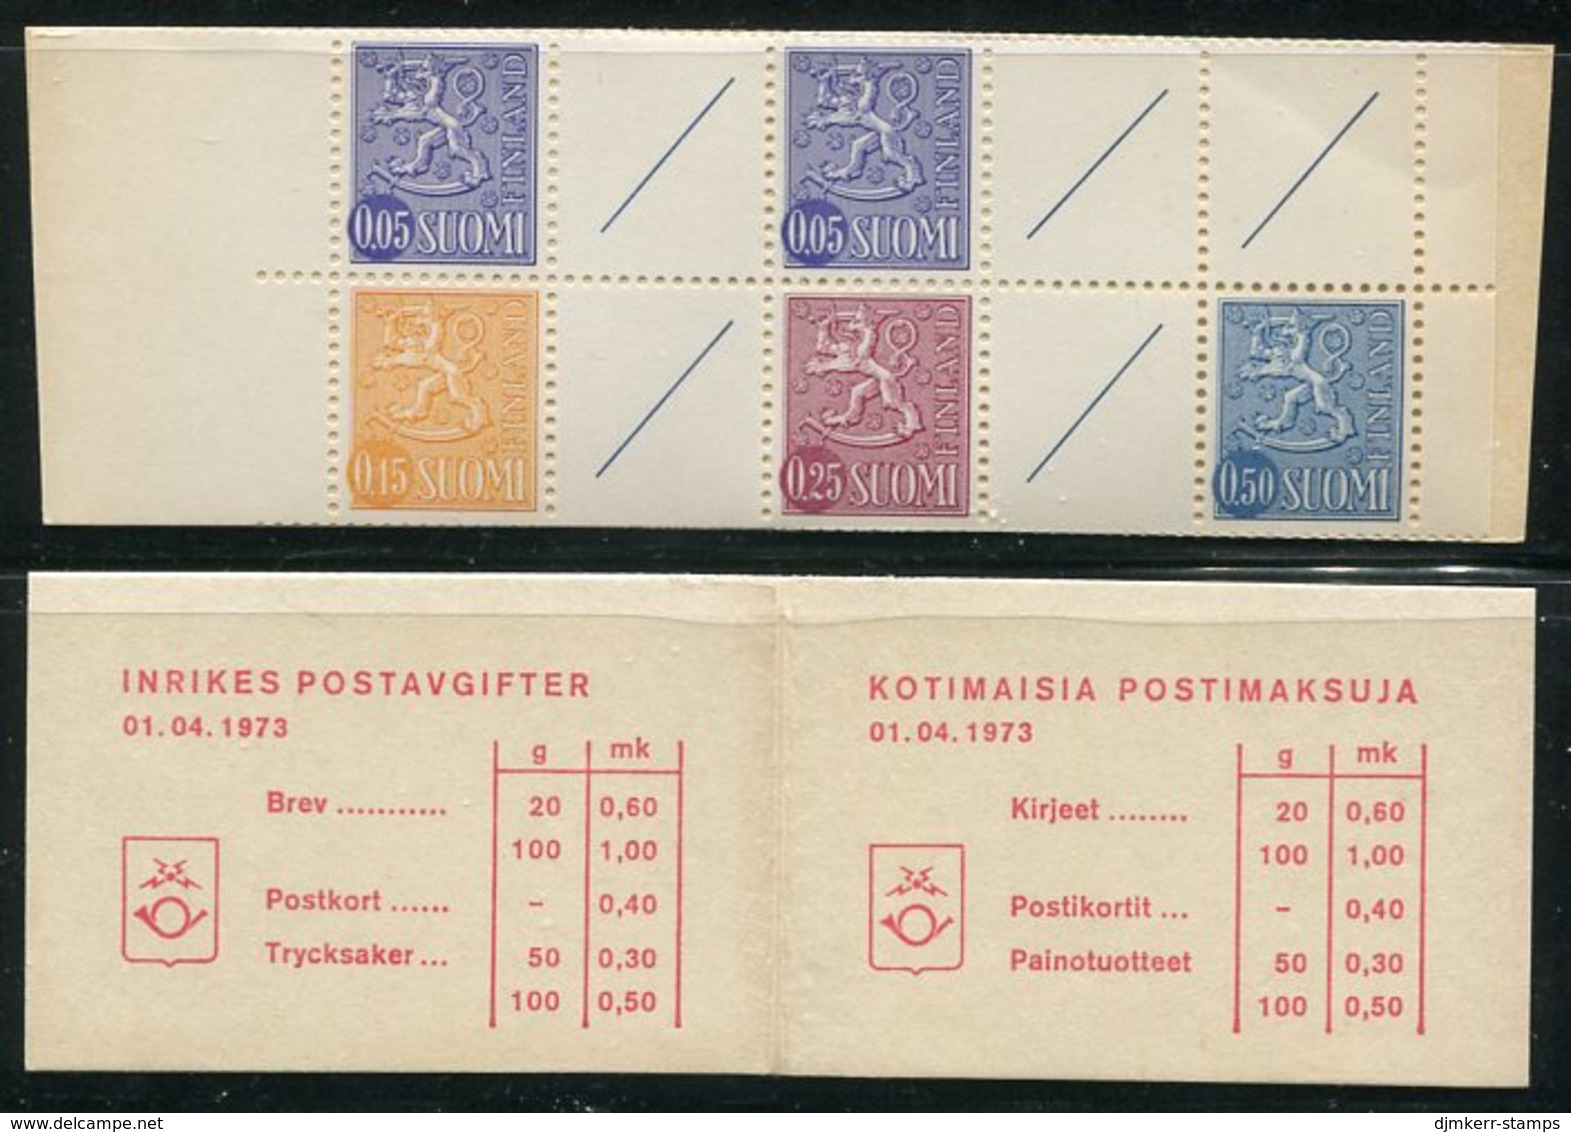 FINLAND
0.05 SUOMI
FINLAND
0.05 SUOMI
FINLAND
0.15 SUOMI
FINLAND
0.25 SUOMI
FINLAND
0.50 SUOMI
INRIKES POSTAVGIFTER
01.04.1973
g mk
Brev ........... 20 0,60
100 1,00
Postkort ...... – 0,40
Trycksaker ... 50 0,30
100 0,50
KOTIMAISIA POSTIMAKSUJA
01.04.1973
g mk
Kirjeet ........ 20 0,60
100 1,00
Postikortit ... – 0,40
Painotuotteet 50 0,30
100 0,50
www.delcampe.net
djmkerr-stamps